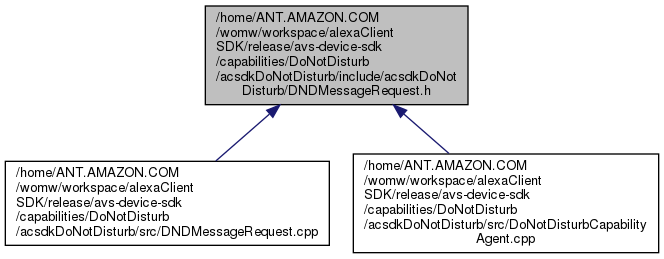 /home/ANT.AMAZON.COM
/womw/workspace/alexaClient
SDK/release/avs-device-sdk
/capabilities/DoNotDisturb
/acsdkDoNotDisturb/include/acsdkDoNot
Disturb/DNDMessageRequest.h
/home/ANT.AMAZON.COM
/womw/workspace/alexaClient
SDK/release/avs-device-sdk
/capabilities/DoNotDisturb
/acsdkDoNotDisturb/src/DNDMessageRequest.cpp
/home/ANT.AMAZON.COM
/womw/workspace/alexaClient
SDK/release/avs-device-sdk
/capabilities/DoNotDisturb
/acsdkDoNotDisturb/src/DoNotDisturbCapability
Agent.cpp